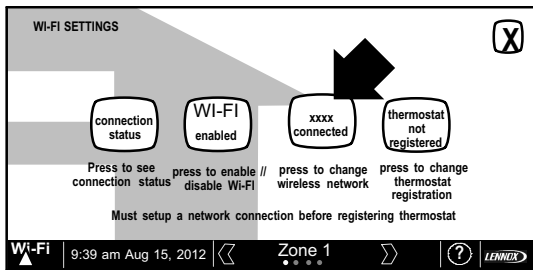 WI-FI SETTINGS
X
connection
status
WI-FI
enabled
xxxx
connected
thermostat
not
registered
Press to see
connection status
press to enable //
disable Wi-FI
press to change
wireless network
press to change
thermostat
registration
Must setup a network connection before registering thermostat
Wi-Fi
9:39 am Aug 15, 2012
Zone 1
?
LENNOX